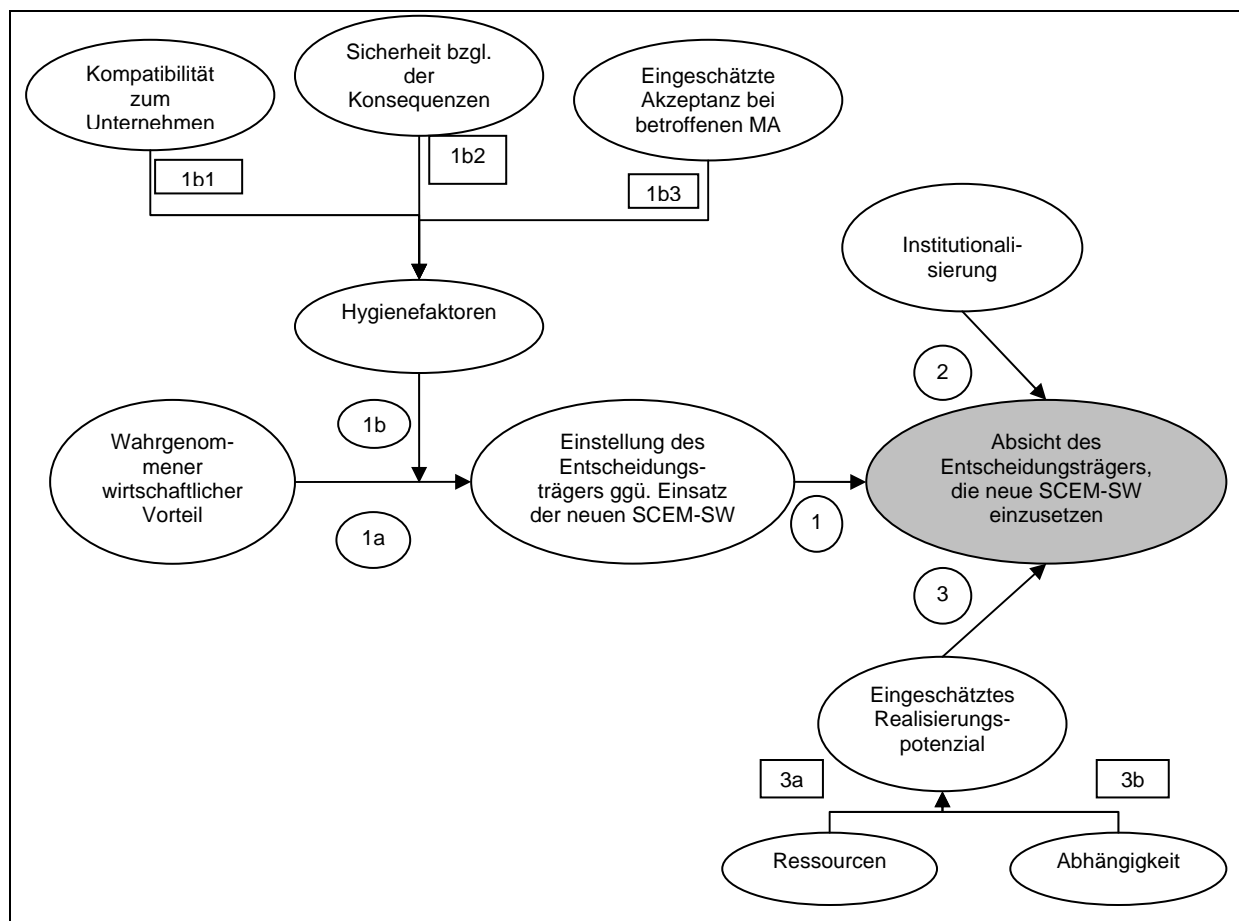 Kompatibilität
zum
Unternehmen
Sicherheit bzgl.
der
Konsequenzen
Eingeschätzte
Akzeptanz bei
betroffenen MA
1b1
1b2
1b3
Institutionali-
sierung
Hygienefaktoren
2
1b
Wahrgenom-
mener
wirtschaftlicher
Vorteil
Einstellung des
Entscheidungs-
trägers ggü. Einsatz
der neuen SCEM-SW
Absicht des
Entscheidungsträgers,
die neue SCEM-SW
einzusetzen
1a
1
3
Eingeschätztes
Realisierungs-
potenzial
3a
3b
Ressourcen
Abhängigkeit